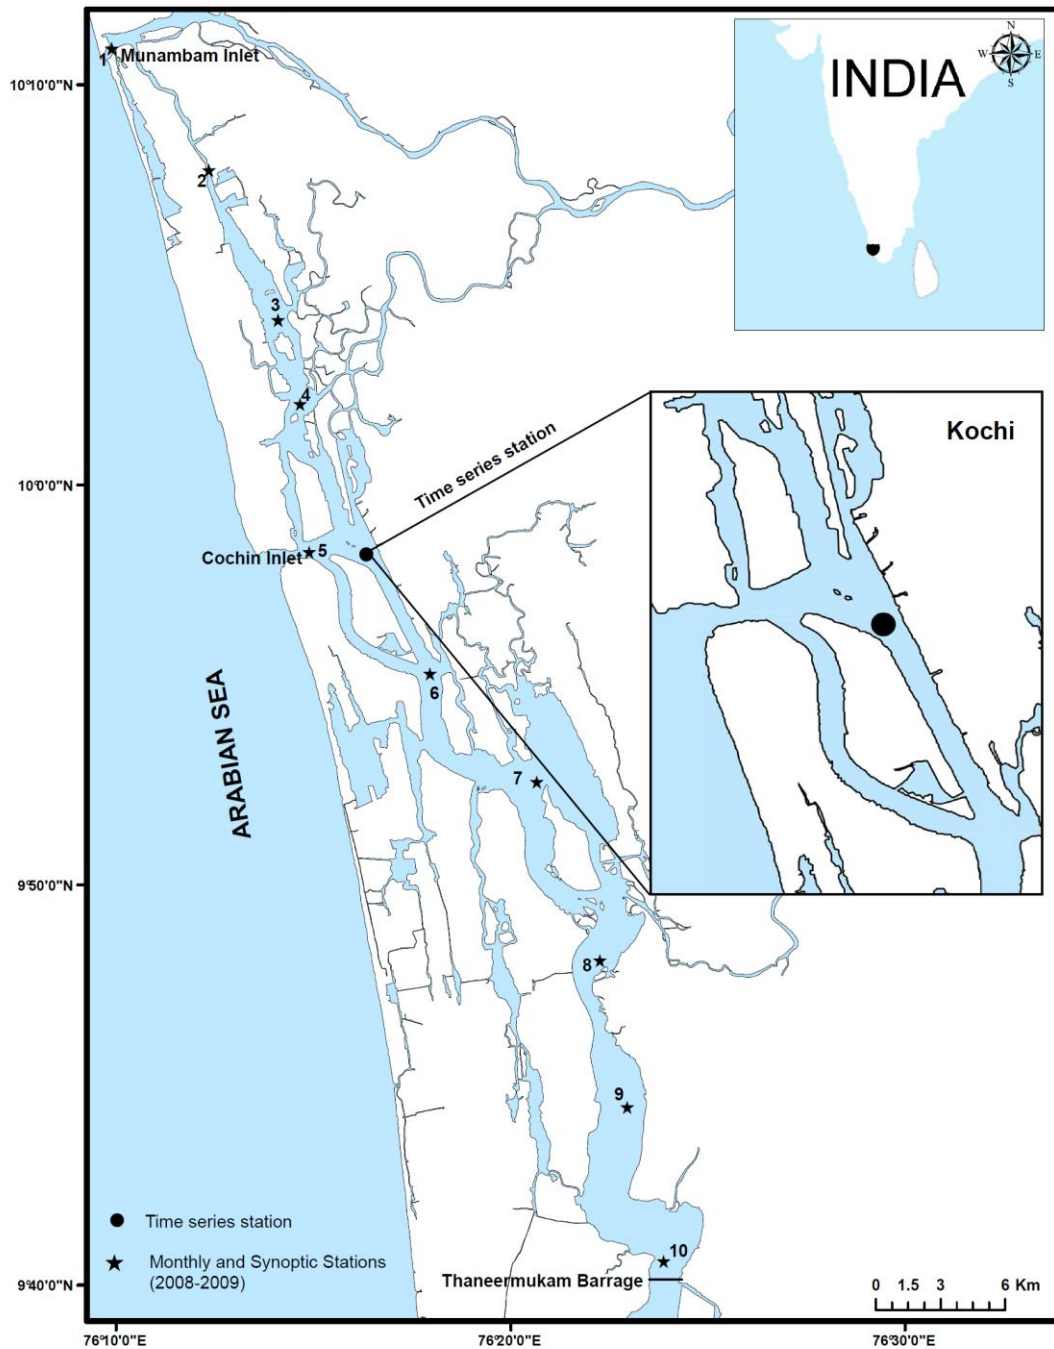 N
W
E
S
INDIA
1
Munambam Inlet
10°10'0"N
2
3
4
Kochi
Time series station
10°0'0"N
Cochin Inlet
5
6
ARABIAN SEA
7
9°50'0"N
8
9
Time series station
10
Monthly and Synoptic Stations
(2008-2009)
Thaneermukam Barrage
9°40'0"N
0 1.5 3 6 Km
76°10'0"E
76°20'0"E
76°30'0"E